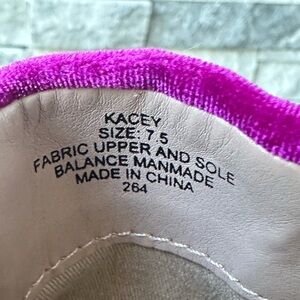 KACEY
SIZE: 7.5
FABRIC UPPER AND SOLE
BALANCE MANMADE
MADE IN CHINA
264